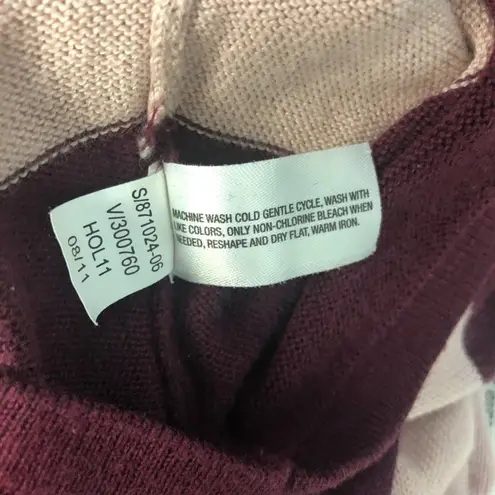 S/871024-06
V/300760
HOL11
08/11
MACHINE WASH COLD GENTLE CYCLE, WASH WITH
LIKE COLORS, ONLY NON-CHLORINE BLEACH WHEN
NEEDED, RESHAPE AND DRY FLAT, WARM IRON.